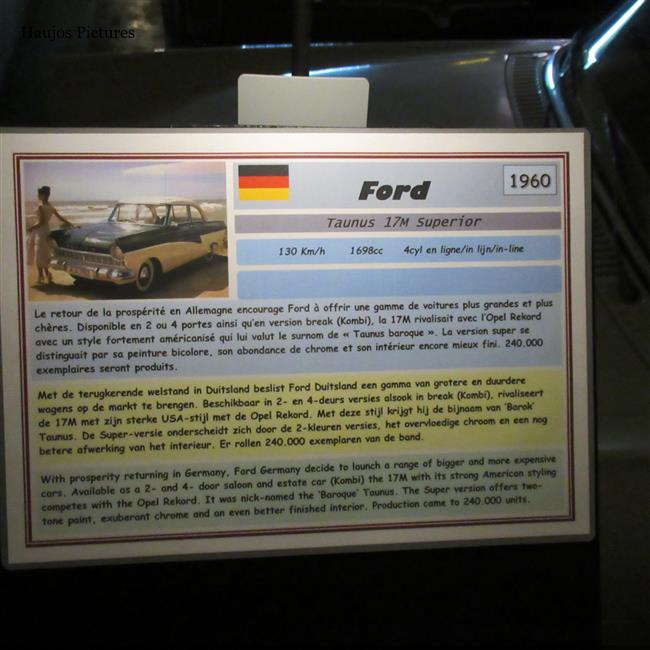 Haujos Pictures
Ford
1960
Taunus 17M Superior
130 Km/h 1698cc 4cyl en ligne/in lijn/in-line
Le retour de la prospérité en Allemagne encourage Ford à offrir une gamme de voitures plus grandes et plus
chères. Disponible en 2 ou 4 portes ainsi qu'en version break (Kombi), la 17M rivalisait avec l'Opel Rekord
avec un style fortement américanisé qui lui valut le surnom de « Taunus baroque ». La version super se
distinguait par sa peinture bicolore, son abondance de chrome et son intérieur encore mieux fini. 240.000
exemplaires seront produits.
Met de terugkerende welstand in Duitsland beslist Ford Duitsland een gamma van grotere en duurdere
wagens op de markt te brengen. Beschikbaar in 2- en 4-deurs versies alsook in break (Kombi), rivaliseert
de 17M met zijn sterke USA-stijl met de Opel Rekord. Met deze stijl krijgt hij de bijnaam van 'Barok'
Taunus. De Super-versie onderscheidt zich door de 2-kleuren versies, het overvloedige chroom en een nog
betere afwerking van het interieur. Er rollen 240.000 exemplaren van de band.
With prosperity returning in Germany, Ford Germany decide to launch a range of bigger and more expensive
cars. Available as a 2- and 4- door saloon and estate car (Kombi) the 17M with its strong American styling
competes with the Opel Rekord. It was nick-named the 'Baroque' Taunus. The Super version offers two-
tone paint, exuberant chrome and an even better finished interior. Production came to 240.000 units.